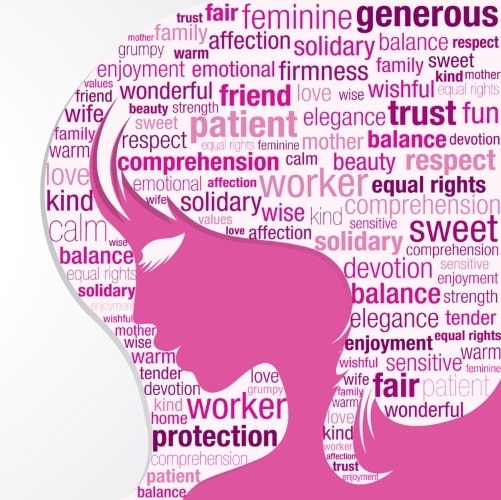 trust fair feminine generous
mother family
grumpy warm affection solidary balance respect
enjoyment emotional firmness family sweet
kind mother
values
friend wonderful friend love wise wishful equal rights
wife beauty strength elegance trust fun
family sweet patient
warm respect equal rights feminine mother balance devotion
love comprehension calm beauty respect
kind emotional affection worker equal rights
wife solidary wise kind comprehension
calm values sensitive sweet
wise love affection solidary comprehension
balance devotion sensitive
equal rights enjoyment
solidary balance strength
enjoyment
wishful elegance tender
mother enjoyment equal rights
wise warm
warm wishful sensitive feminine
tender love wife fair patient
devotion grumpy family wonderful
kind worker love
home kind
protection worker
comprehension affection
patient trust
balance enjoyment